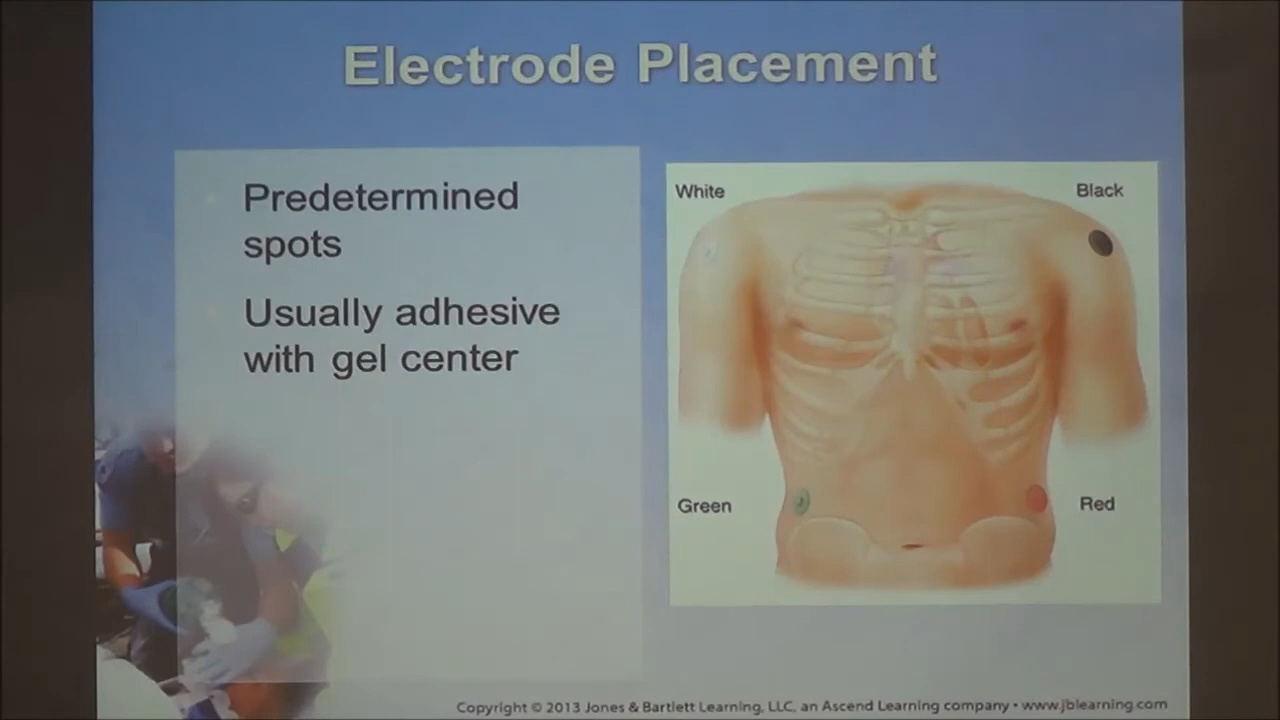 Electrode Placement
Predetermined
spots
Usually adhesive
with gel center
White
Black
Green
Red
Copyright © 2013 Jones & Bartlett Learning, LLC, an Ascend Learning company • www.jblearning.com